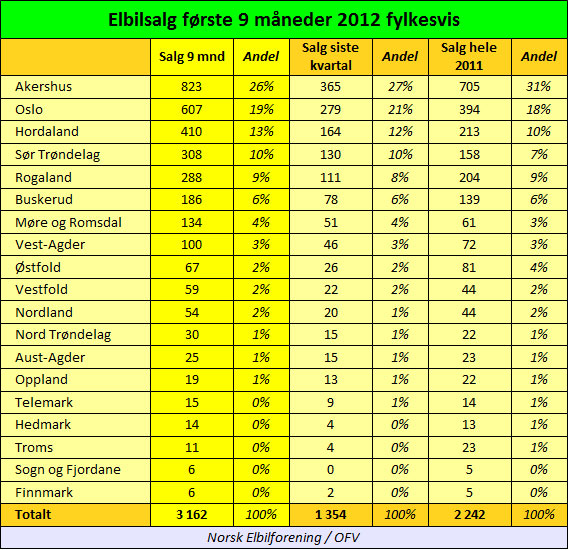 Elbilsalg første 9 måneder 2012 fylkesvis
Salg 9 mnd Andel Salg siste kvartal Andel Salg hele 2011 Andel
Akershus 823 26% 365 27% 705 31%
Oslo 607 19% 279 21% 394 18%
Hordaland 410 13% 164 12% 213 10%
Sør Trøndelag 308 10% 130 10% 158 7%
Rogaland 288 9% 111 8% 204 9%
Buskerud 186 6% 78 6% 139 6%
Møre og Romsdal 134 4% 51 4% 61 3%
Vest-Agder 100 3% 46 3% 72 3%
Østfold 67 2% 26 2% 81 4%
Vestfold 59 2% 22 2% 44 2%
Nordland 54 2% 20 1% 44 2%
Nord Trøndelag 30 1% 15 1% 22 1%
Aust-Agder 25 1% 15 1% 23 1%
Oppland 19 1% 13 1% 22 1%
Telemark 15 0% 9 1% 14 1%
Hedmark 14 0% 4 0% 13 1%
Troms 11 0% 4 0% 23 1%
Sogn og Fjordane 6 0% 0 0% 5 0%
Finnmark 6 0% 2 0% 5 0%
Totalt 3 162 100% 1 354 100% 2 242 100%
Norsk Elbilforening / OFV